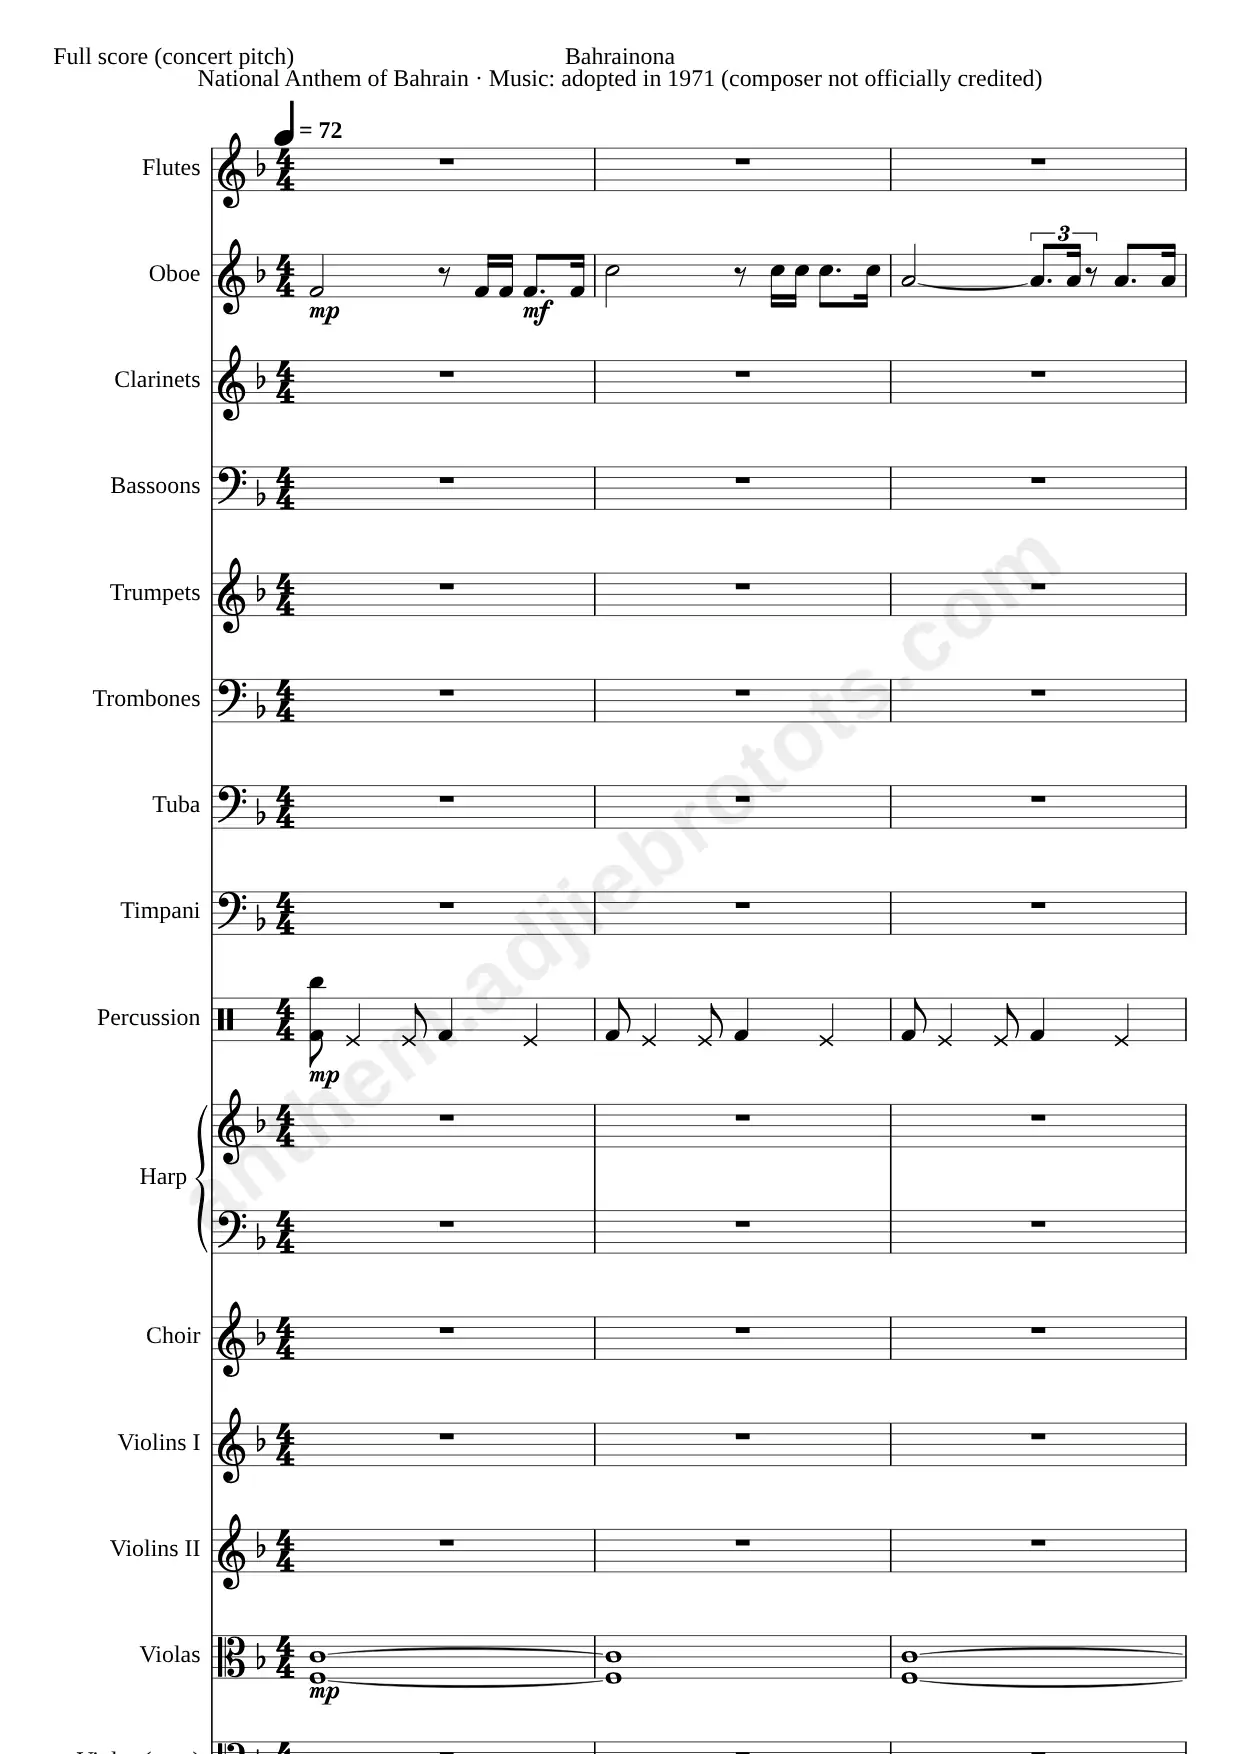 Full score (concert pitch)
Bahrainona
National Anthem of Bahrain · Music: adopted in 1971 (composer not officially credited)
= 72
Flutes
Oboe
3
mp
mf
Clarinets
Bassoons
Trumpets
Trombones
Tuba
Timpani
Percussion
mp
Harp
Choir
Violins I
Violins II
Violas
mp
anthem.adjiebrotots.com